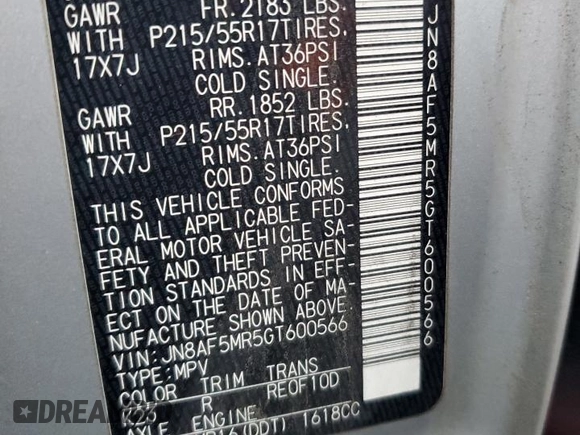 GAWR FR. 2183 LBS.
WITH P215/55R17TIRES,
17X7J RIMS. AT36PSI
COLD SINGLE.
GAWR RR. 1852 LBS.
WITH P215/55R17TIRES,
17X7J RIMS. AT36PSI
COLD SINGLE.
THIS VEHICLE CONFORMS
TO ALL APPLICABLE FED-
ERAL MOTOR VEHICLE SA-
FETY AND THEFT PREVEN-
TION STANDARDS IN EFF-
ECT ON THE DATE OF MA-
NUFACTURE SHOWN ABOVE.
VIN: JN8AF5MR5GT600566
TYPE: MPV
COLOR TRIM TRANS
R RE0F10D
AXLE ENGINE
MR16(DDT) 1618CC
JN8AF5MR5GT600566